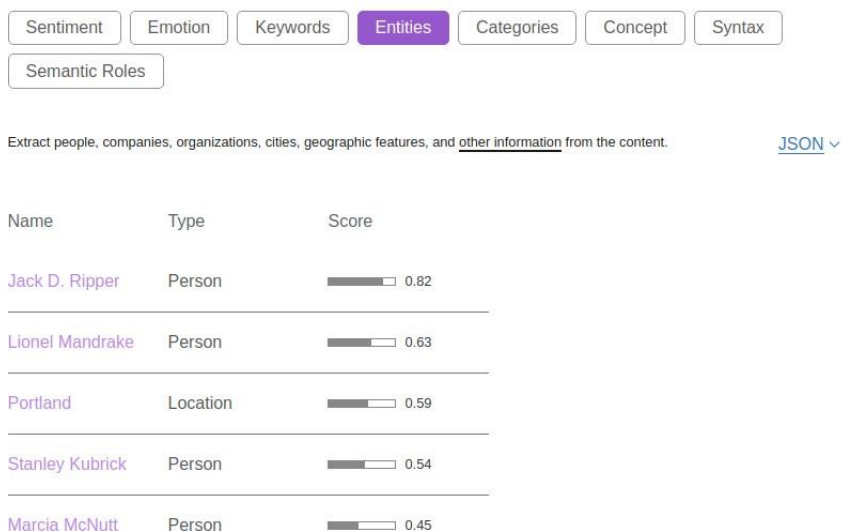 Sentiment Emotion Keywords Entities Categories Concept Syntax
Semantic Roles
Extract people, companies, organizations, cities, geographic features, and other information from the content. JSON
Name Type Score
Jack D. Ripper Person 0.82
Lionel Mandrake Person 0.63
Portland Location 0.59
Stanley Kubrick Person 0.54
Marcia McNutt Person 0.45